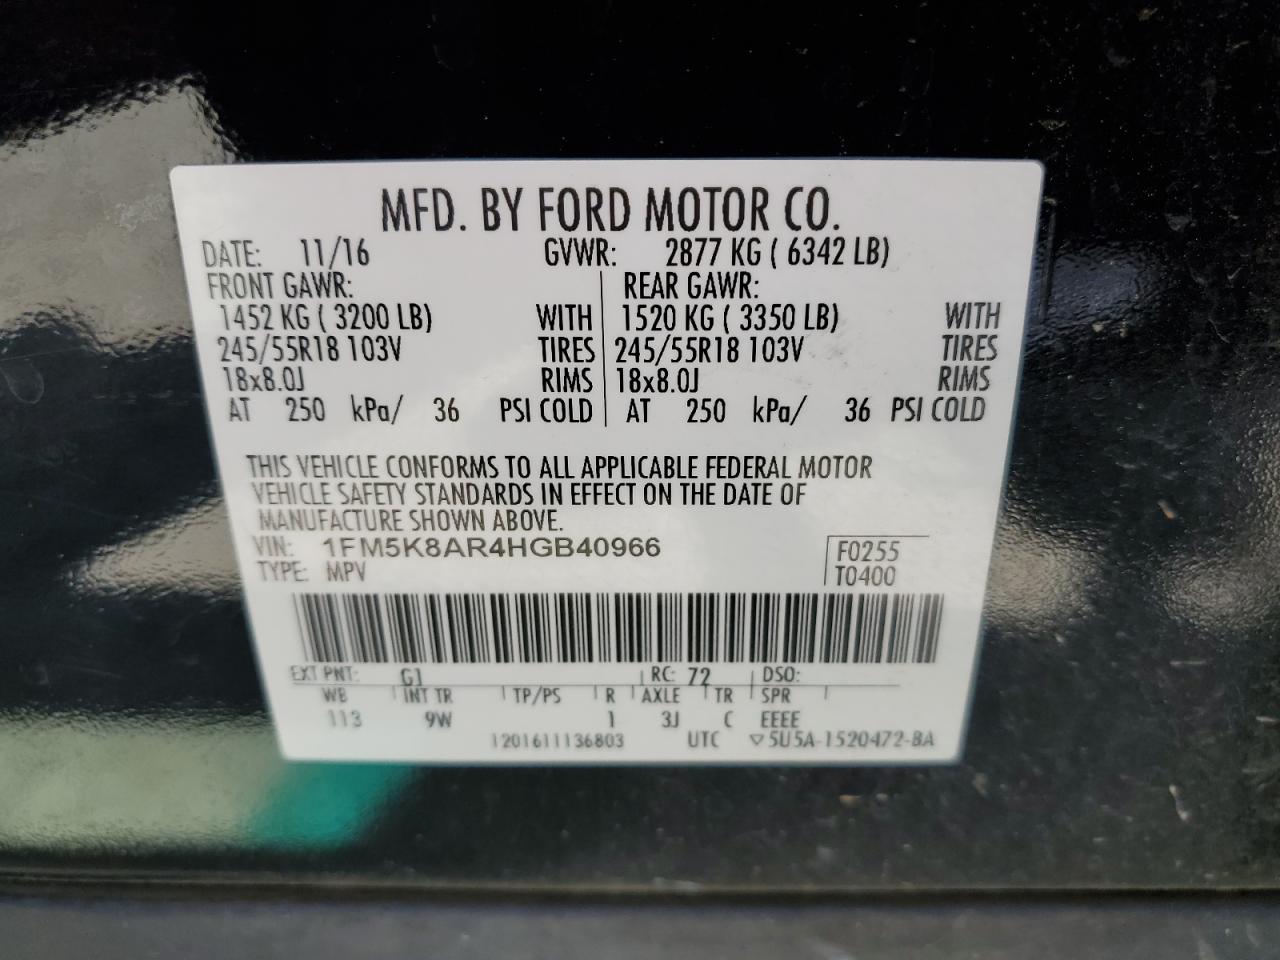 MFD. BY FORD MOTOR CO.
DATE: 11/16 GVWR: 2877 KG ( 6342 LB)
FRONT GAWR: REAR GAWR:
1452 KG ( 3200 LB) WITH 1520 KG ( 3350 LB) WITH
245/55R18 103V TIRES 245/55R18 103V TIRES
18x8.0J RIMS 18x8.0J RIMS
AT 250 kPa/ 36 PSI COLD AT 250 kPa/ 36 PSI COLD
THIS VEHICLE CONFORMS TO ALL APPLICABLE FEDERAL MOTOR
VEHICLE SAFETY STANDARDS IN EFFECT ON THE DATE OF
MANUFACTURE SHOWN ABOVE.
VIN: 1FM5K8AR4HGB40966 F0255
TYPE: MPV T0400
EXT PNT: G1 RC: 72 DSO:
WB INT TR TP/PS R AXLE TR SPR
113 9W 1 3J C EEEE
1201611136803 UTC ▽5U5A-1520472-BA